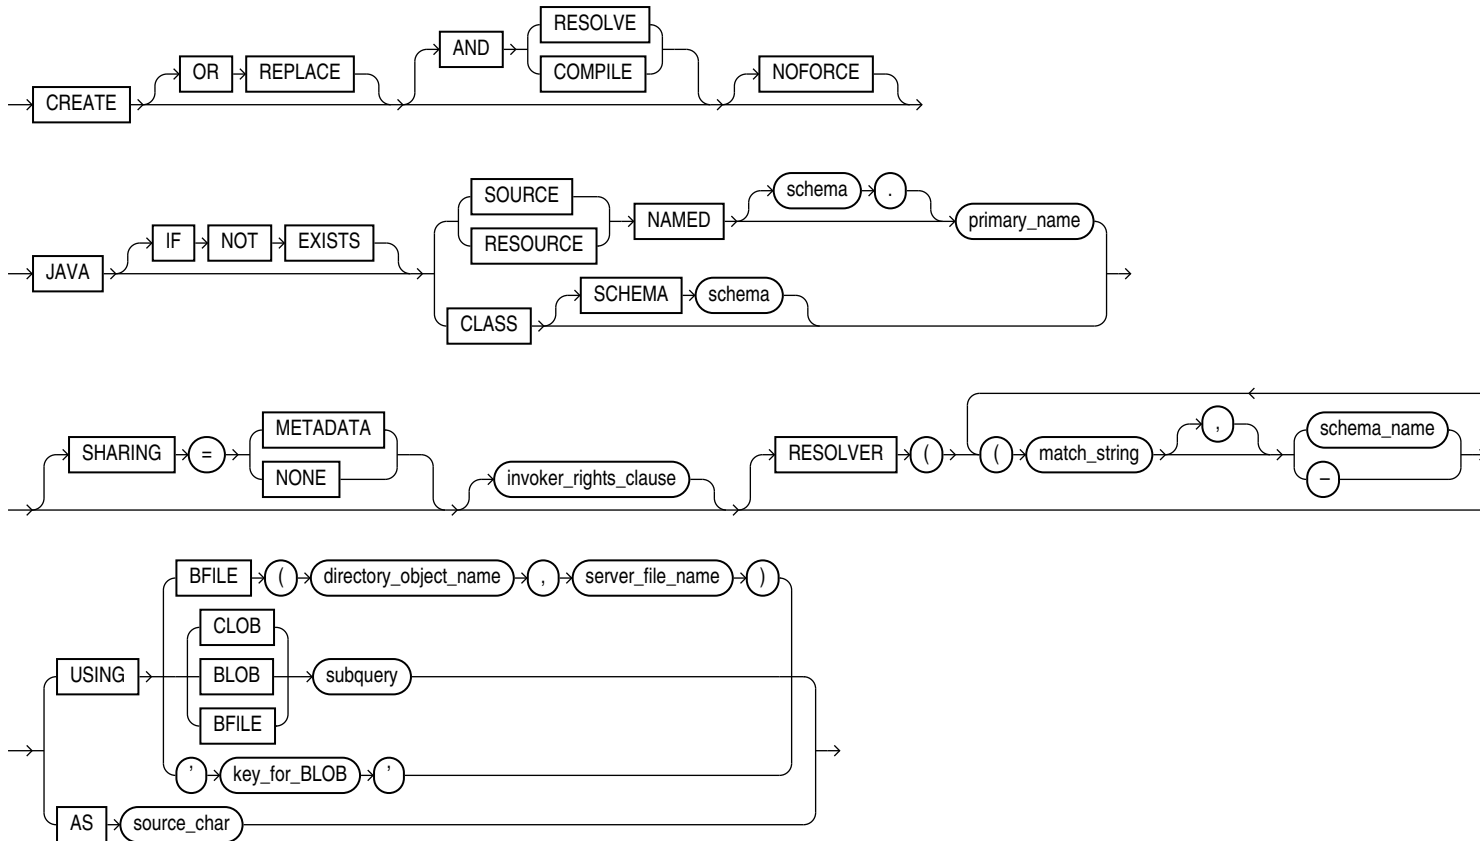 CREATE OR REPLACE AND RESOLVE COMPILE NOFORCE
JAVA IF NOT EXISTS SOURCE RESOURCE NAMED schema . primary_name
CLASS SCHEMA schema
SHARING = METADATA NONE invoker_rights_clause RESOLVER ( ( match_string , schema_name –
USING BFILE ( directory_object_name , server_file_name )
CLOB
BLOB subquery
BFILE
' key_for_BLOB '
AS source_char